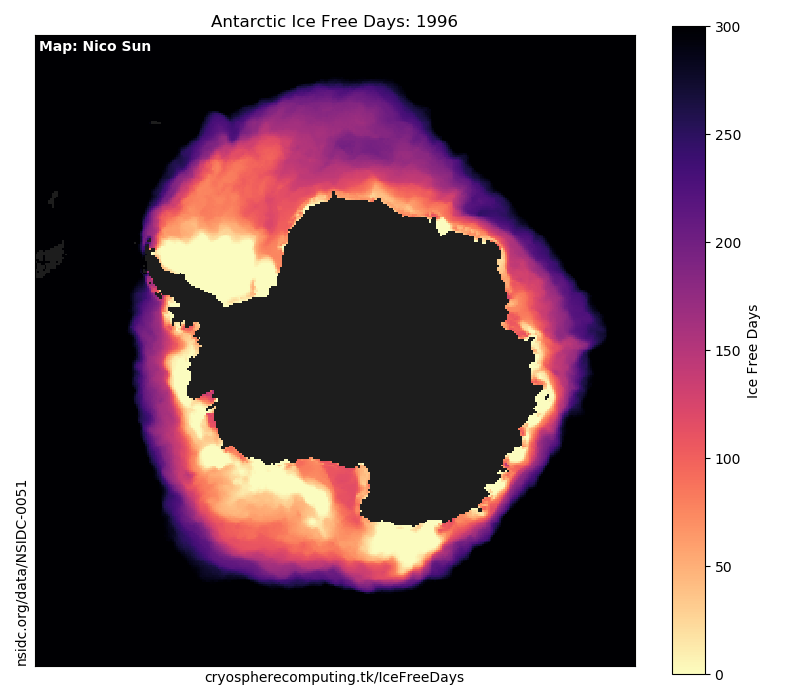 Antarctic Ice Free Days: 1996
Map: Nico Sun
300
250
200
150
100
50
0
Ice Free Days
nsidc.org/data/NSIDC-0051
cryospherecomputing.tk/IceFreeDays